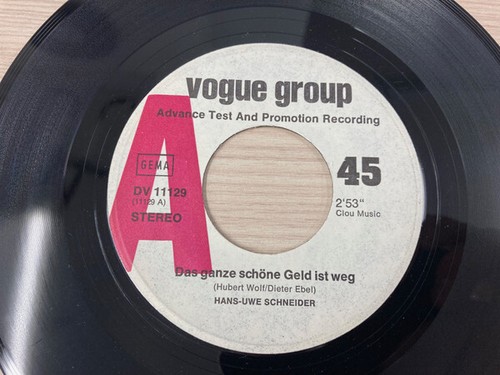 vogue group
Advance Test And Promotion Recording
A
GEMA
45
DV 11129
(11129 A)
STEREO
2'53"
Clou Music
Das ganze schöne Geld ist weg
(Hubert Wolf/Dieter Ebel)
HANS-UWE SCHNEIDER